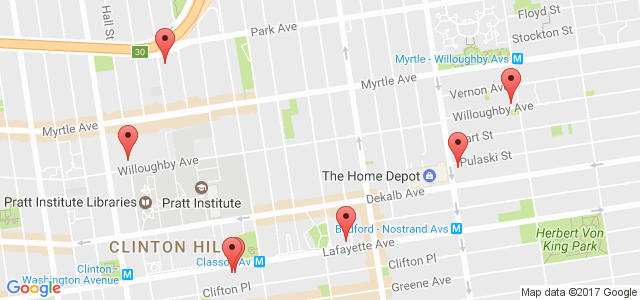 Hall St
30
Park Ave
Floyd St
Stockton St
Myrtle - Willoughby Avs M
Myrtle Ave
Vernon Av
Willoughby Ave
Myrtle Ave
art St
Willoughby Ave
Pulaski St
The Home Depot
Pratt Institute
Pratt Institute Libraries
Dekalb Ave
CLINTON HIL
Bedford - Nostrand Avs M
Herbert Von
King Park
Lafayette Ave
Classon Av M
Clinton-
Washington Avenue M
Clifton Pl
Clifton Pl
Greene Ave
Google
Map data ©2017 Google